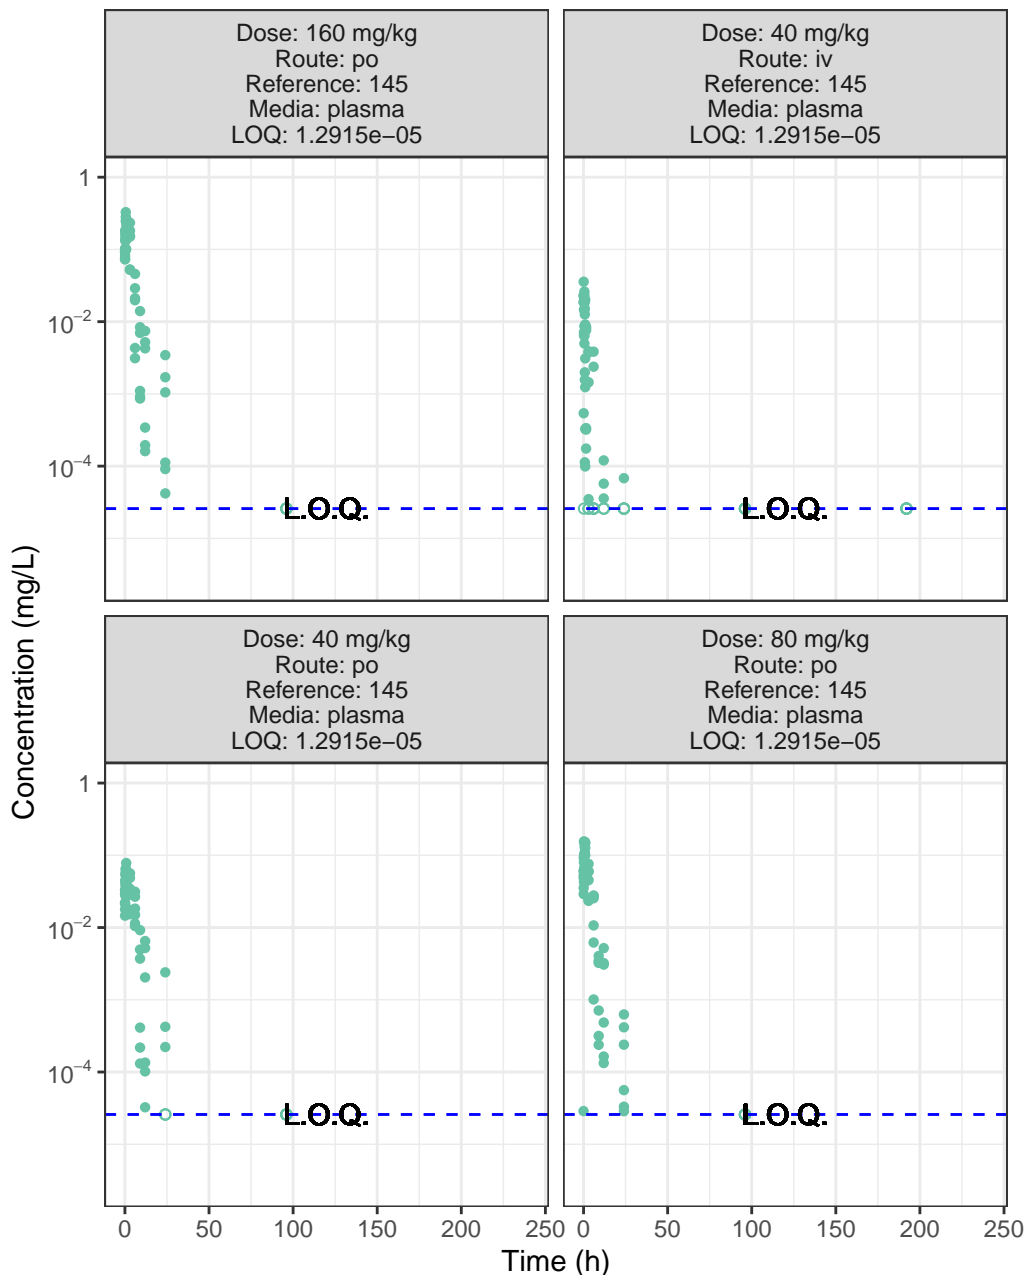 Dose: 160 mg/kg
Route: po
Reference: 145
Media: plasma
LOQ: 1.2915e−05
Dose: 40 mg/kg
Route: iv
Reference: 145
Media: plasma
LOQ: 1.2915e−05
1
10⁻²
10⁻⁴
L.O.Q.
L.O.Q.
Concentration (mg/L)
Dose: 40 mg/kg
Route: po
Reference: 145
Media: plasma
LOQ: 1.2915e−05
Dose: 80 mg/kg
Route: po
Reference: 145
Media: plasma
LOQ: 1.2915e−05
1
10⁻²
10⁻⁴
L.O.Q.
L.O.Q.
0 50 100 150 200 250 0 50 100 150 200 250
Time (h)